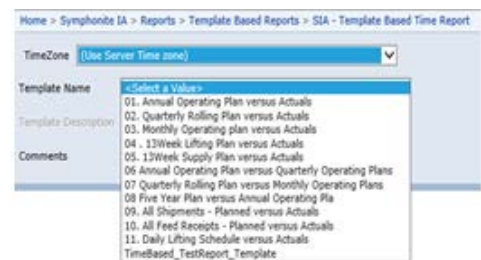 Home > Symphonite IA > Reports > Template Based Reports > SIA - Template Based Time Report
TimeZone (Use Server Time zone)
Template Name
<Select a Value>
01. Annual Operating Plan versus Actuals
02. Quarterly Rolling Plan versus Actuals
03. Monthly Operating plan versus Actuals
04 . 13Week Lifting Plan versus Actuals
Template Description
05. 13Week Supply Plan versus Actuals
06 Annual Operating Plan versus Quarterly Operating Plans
Comments
07 Quarterly Rolling Plan versus Monthly Operating Plans
08 Five Year Plan versus Annual Operating Pla
09. All Shipments - Planned versus Actuals
10. All Feed Receipts - Planned versus Actuals
11. Daily Lifting Schedule versus Actuals
TimeBased_TestReport_Template